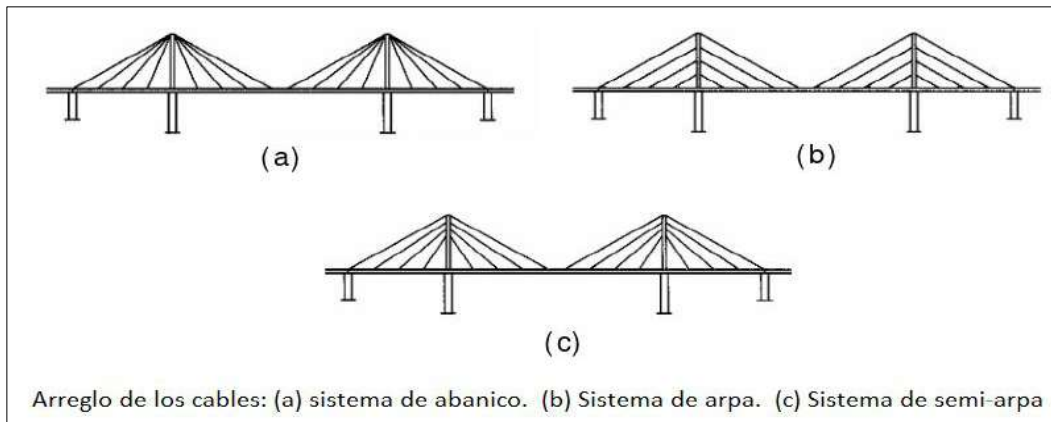 (a)
(b)
(c)
Arreglo de los cables: (a) sistema de abanico. (b) Sistema de arpa. (c) Sistema de semi-arpa